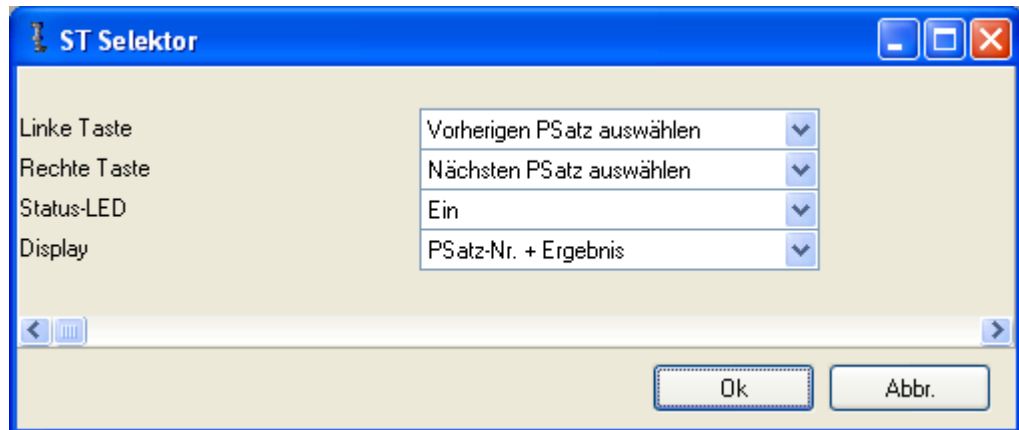 ST Selektor
Linke Taste Vorherigen PSatz auswählen
Rechte Taste Nächsten PSatz auswählen
Status-LED Ein
Display PSatz-Nr. + Ergebnis
Ok Abbr.